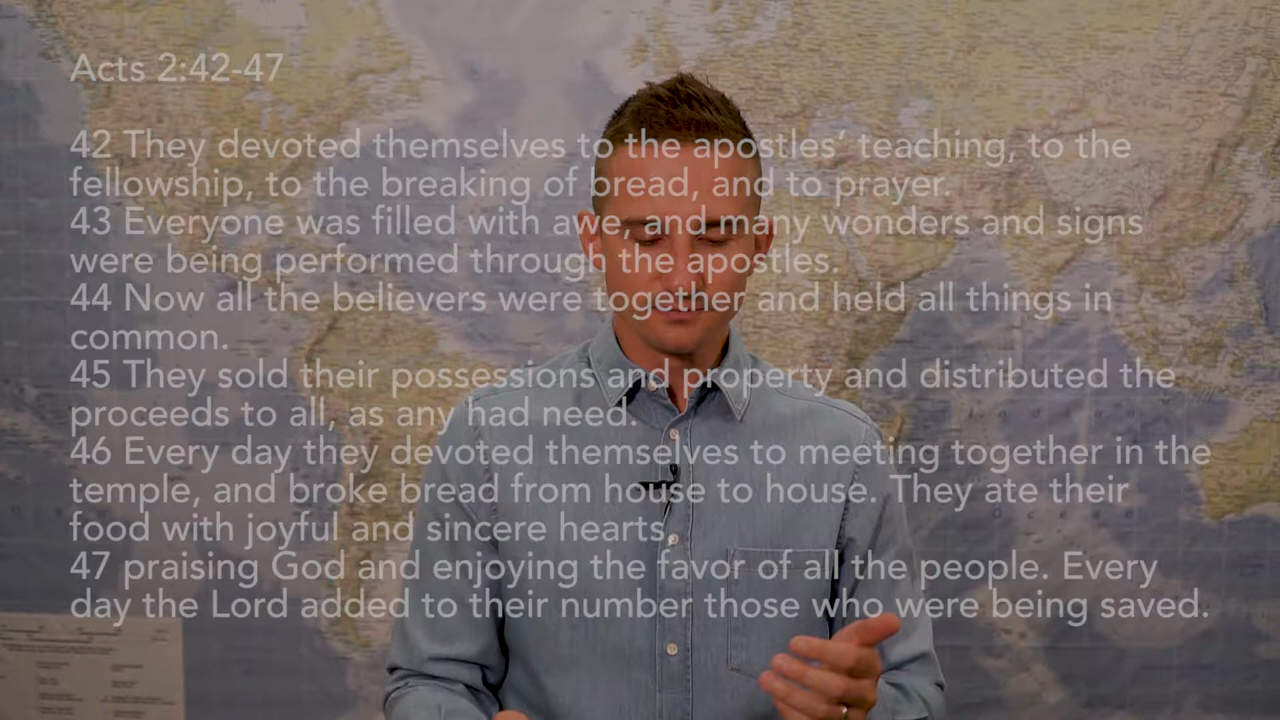 Acts 2:42-47
42 They devoted themselves to the apostles’ teaching, to the
fellowship, to the breaking of bread, and to prayer.
43 Everyone was filled with awe, and many wonders and signs
were being performed through the apostles.
44 Now all the believers were together and held all things in
common.
45 They sold their possessions and property and distributed the
proceeds to all, as any had need.
46 Every day they devoted themselves to meeting together in the
temple, and broke bread from house to house. They ate their
food with joyful and sincere hearts,
47 praising God and enjoying the favor of all the people. Every
day the Lord added to their number those who were being saved.
Indian
Ocean